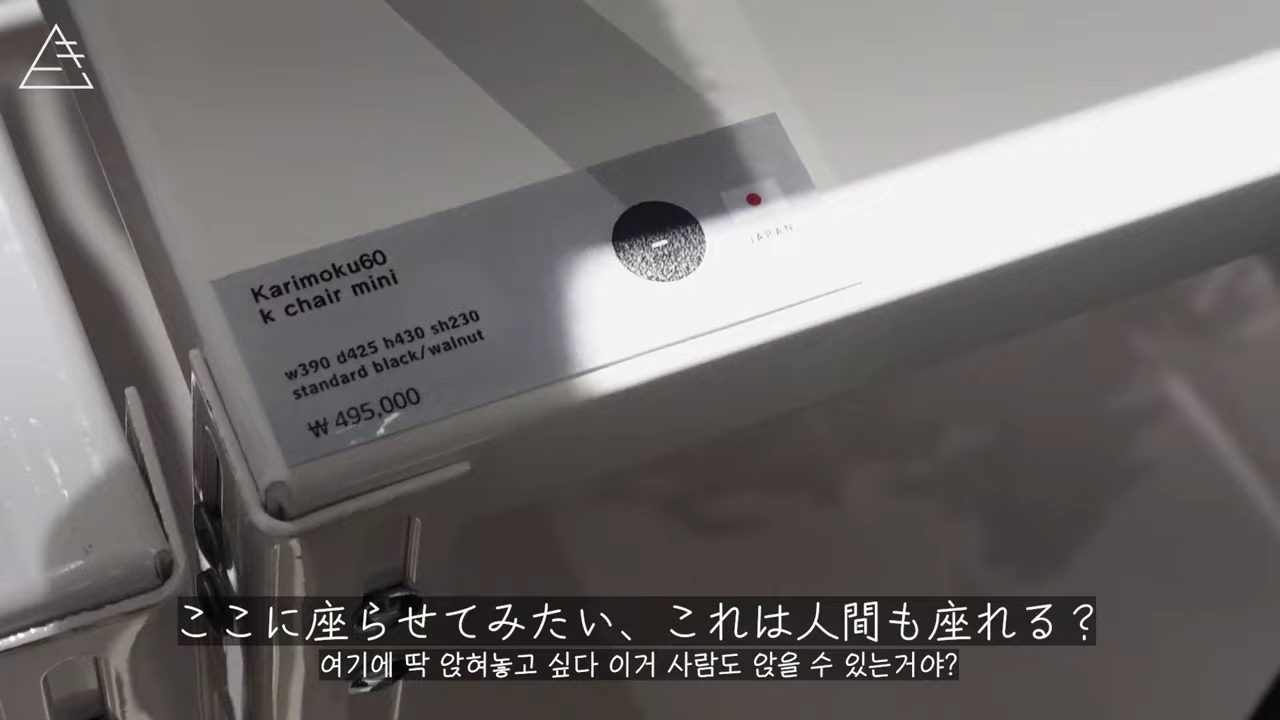 Karimoku60
k chair mini
w390 d425 h430 sh230
standard black/walnut
₩ 495,000
JAPAN
ここに座らせてみたい、これは人間も座れる？
여기에 딱 앉혀놓고 싶다 이거 사람도 앉을 수 있는거야?